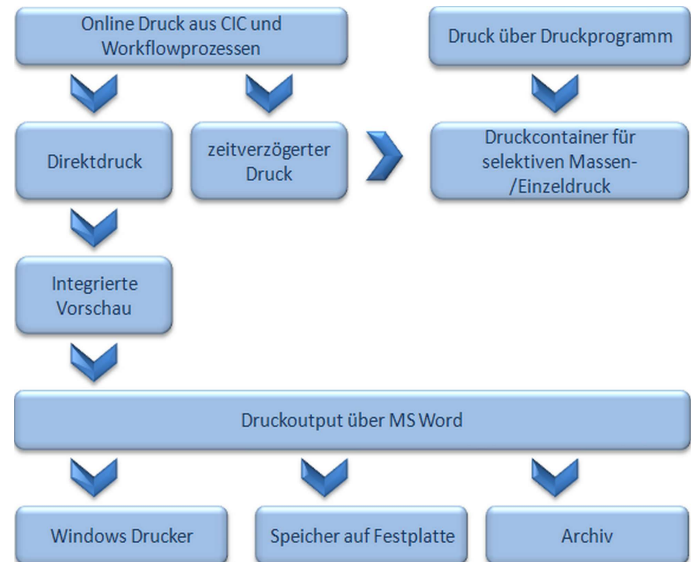 Online Druck aus CIC und
Workflowprozessen
Druck über Druckprogramm
Direktdruck
zeitverzögerter
Druck
Druckcontainer für
selektiven Massen-
/Einzeldruck
Integrierte
Vorschau
Druckoutput über MS Word
Windows Drucker
Speicher auf Festplatte
Archiv